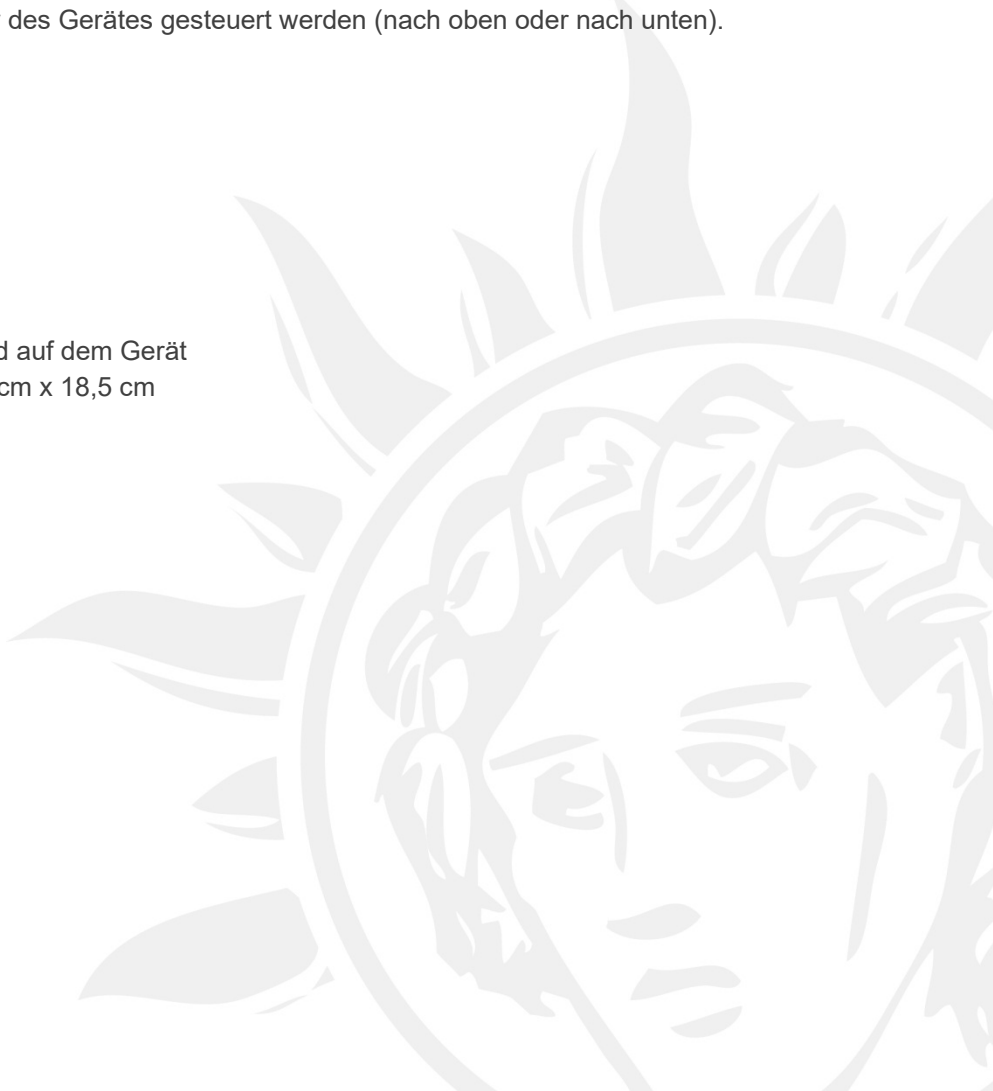 des Gerätes gesteuert werden (nach oben oder nach unten).
auf dem Gerät
cm x 18,5 cm